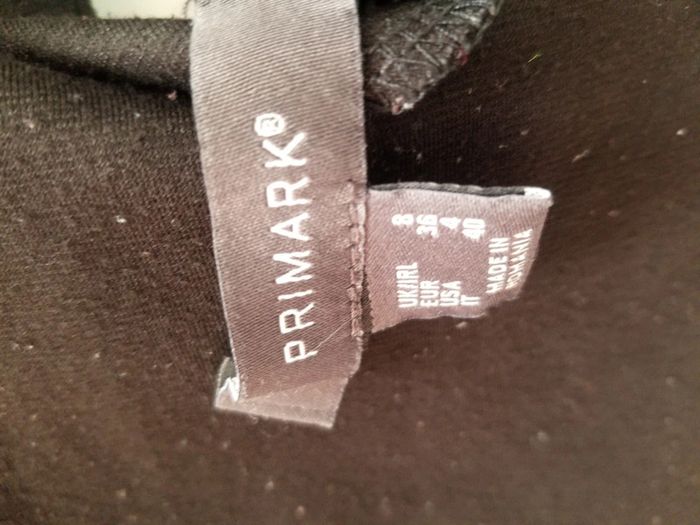 PRIMARK®
UK/IRL 8
EUR 36
USA 4
IT 40
MADE IN
ROMANIA